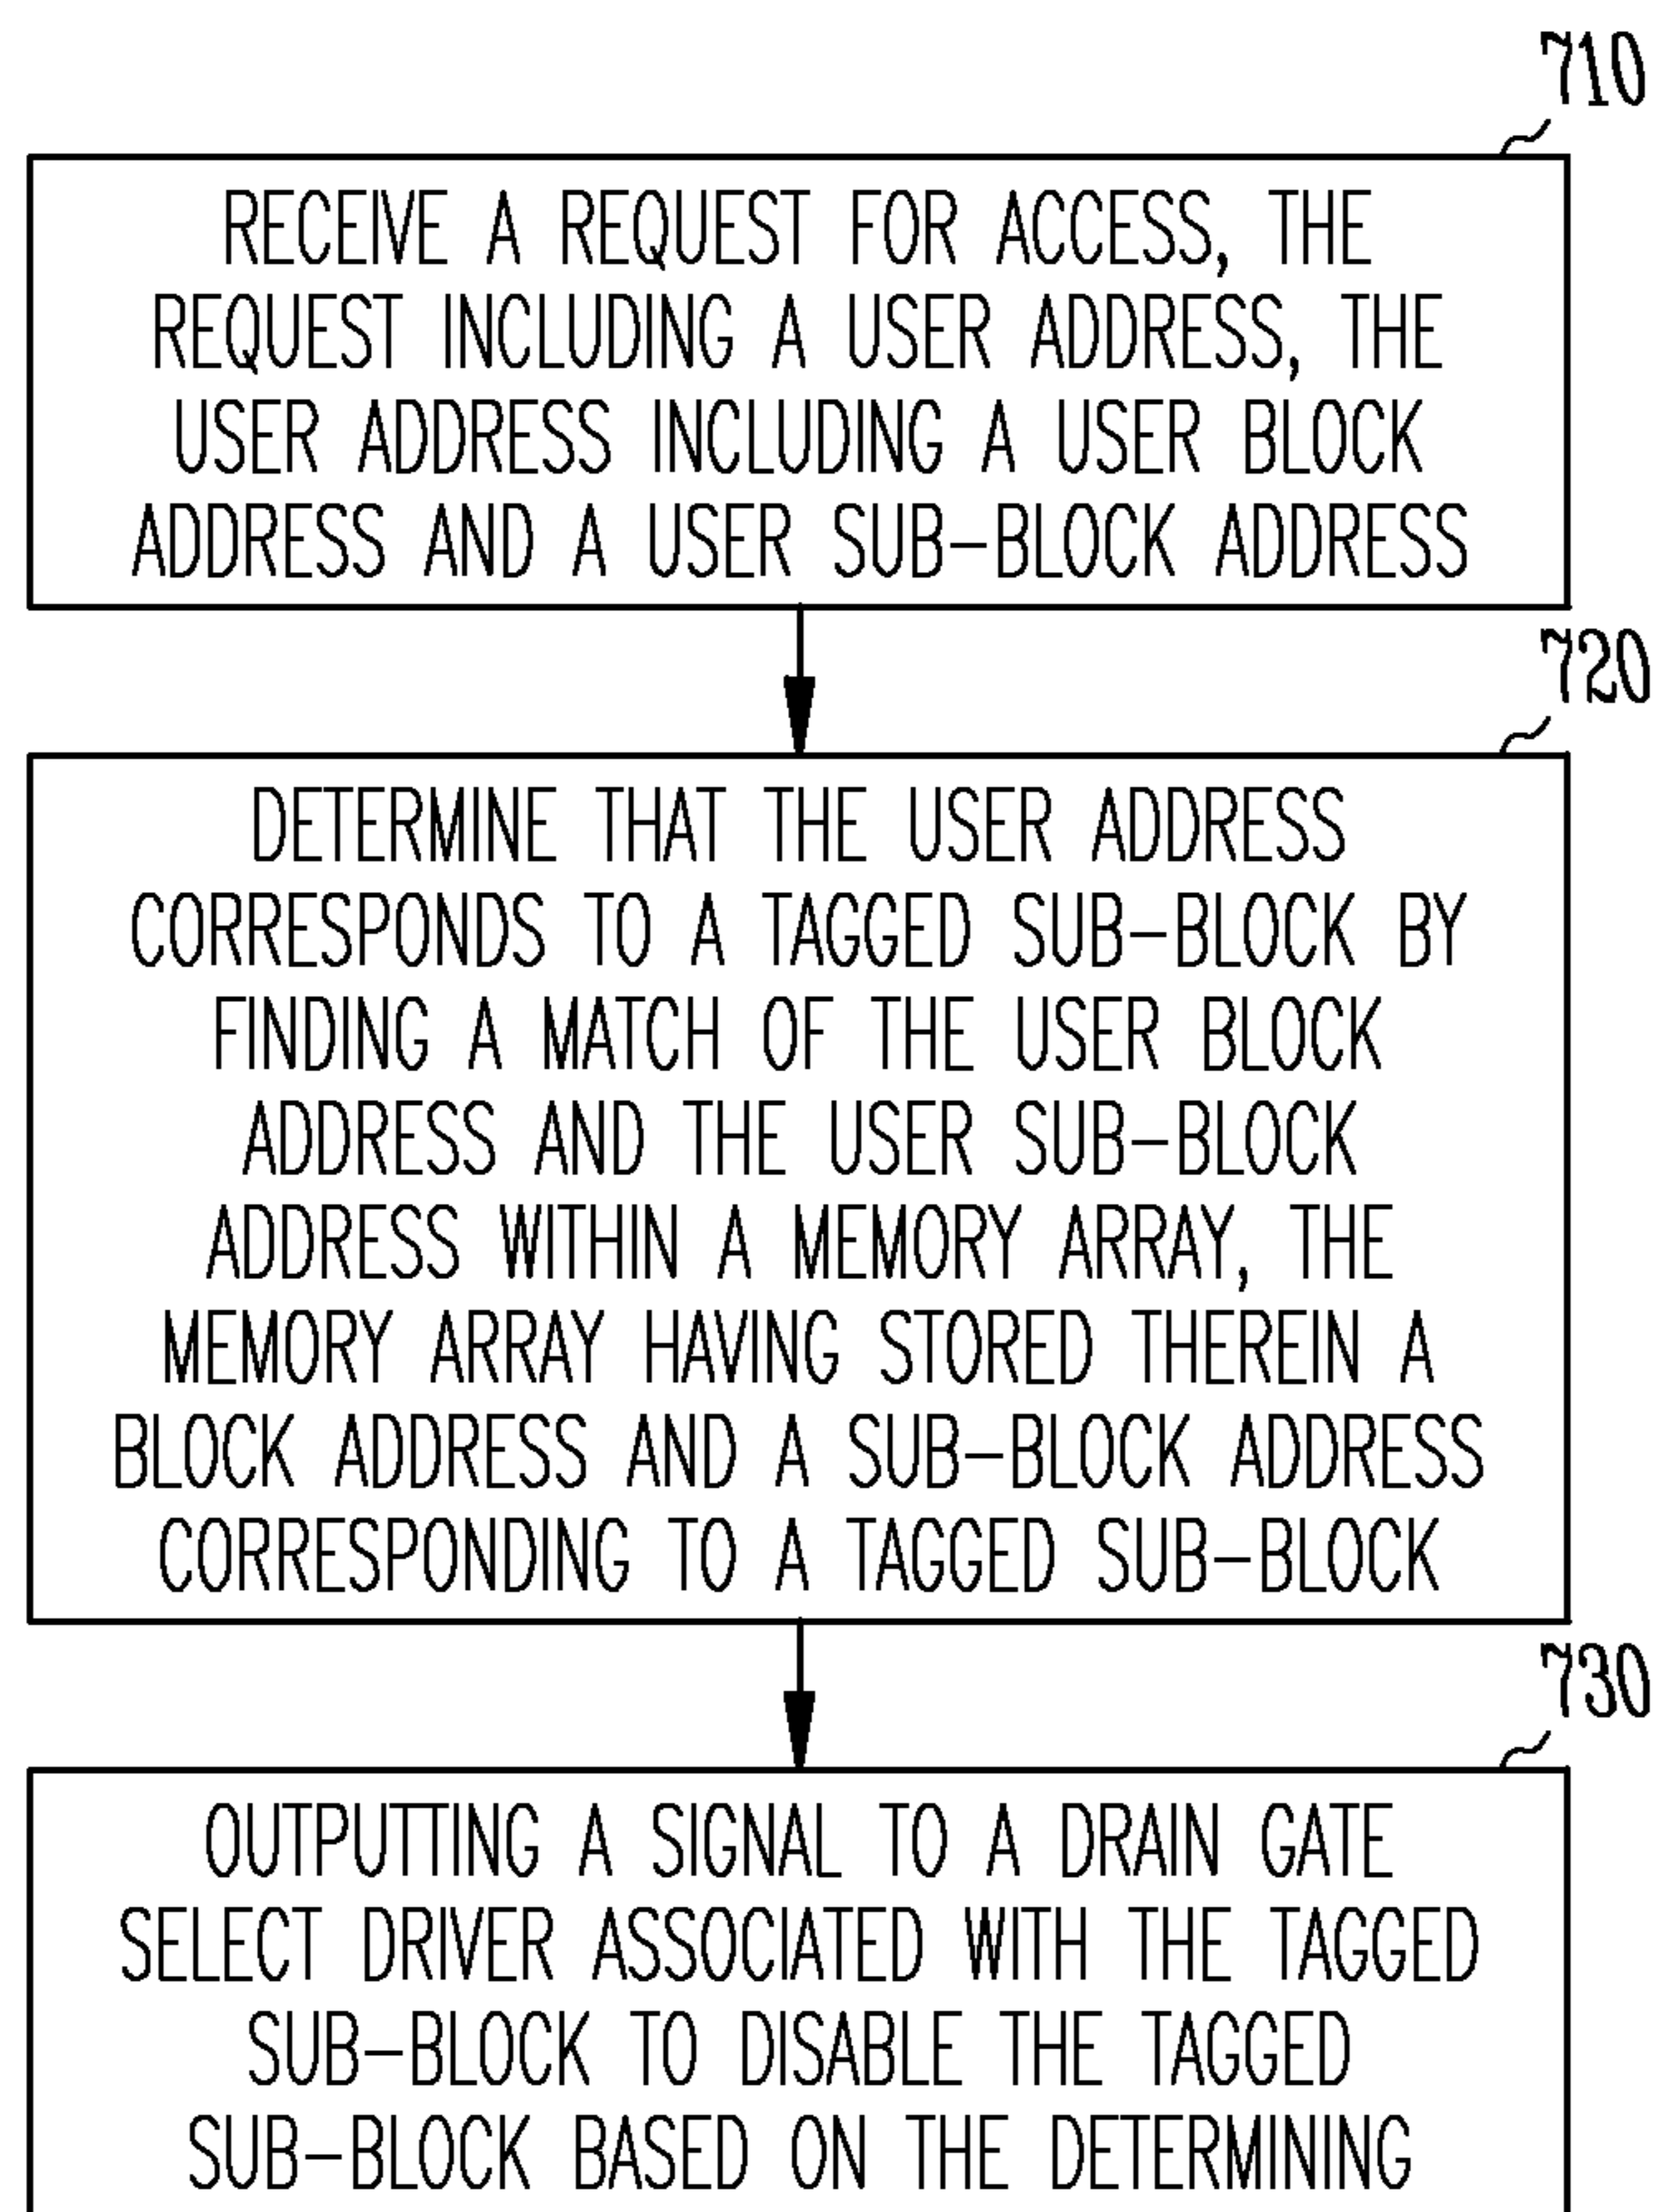 710
RECEIVE A REQUEST FOR ACCESS, THE
REQUEST INCLUDING A USER ADDRESS, THE
USER ADDRESS INCLUDING A USER BLOCK
ADDRESS AND A USER SUB-BLOCK ADDRESS
720
DETERMINE THAT THE USER ADDRESS
CORRESPONDS TO A TAGGED SUB-BLOCK BY
FINDING A MATCH OF THE USER BLOCK
ADDRESS AND THE USER SUB-BLOCK
ADDRESS WITHIN A MEMORY ARRAY, THE
MEMORY ARRAY HAVING STORED THEREIN A
BLOCK ADDRESS AND A SUB-BLOCK ADDRESS
CORRESPONDING TO A TAGGED SUB-BLOCK
730
OUTPUTTING A SIGNAL TO A DRAIN GATE
SELECT DRIVER ASSOCIATED WITH THE TAGGED
SUB-BLOCK TO DISABLE THE TAGGED
SUB-BLOCK BASED ON THE DETERMINING